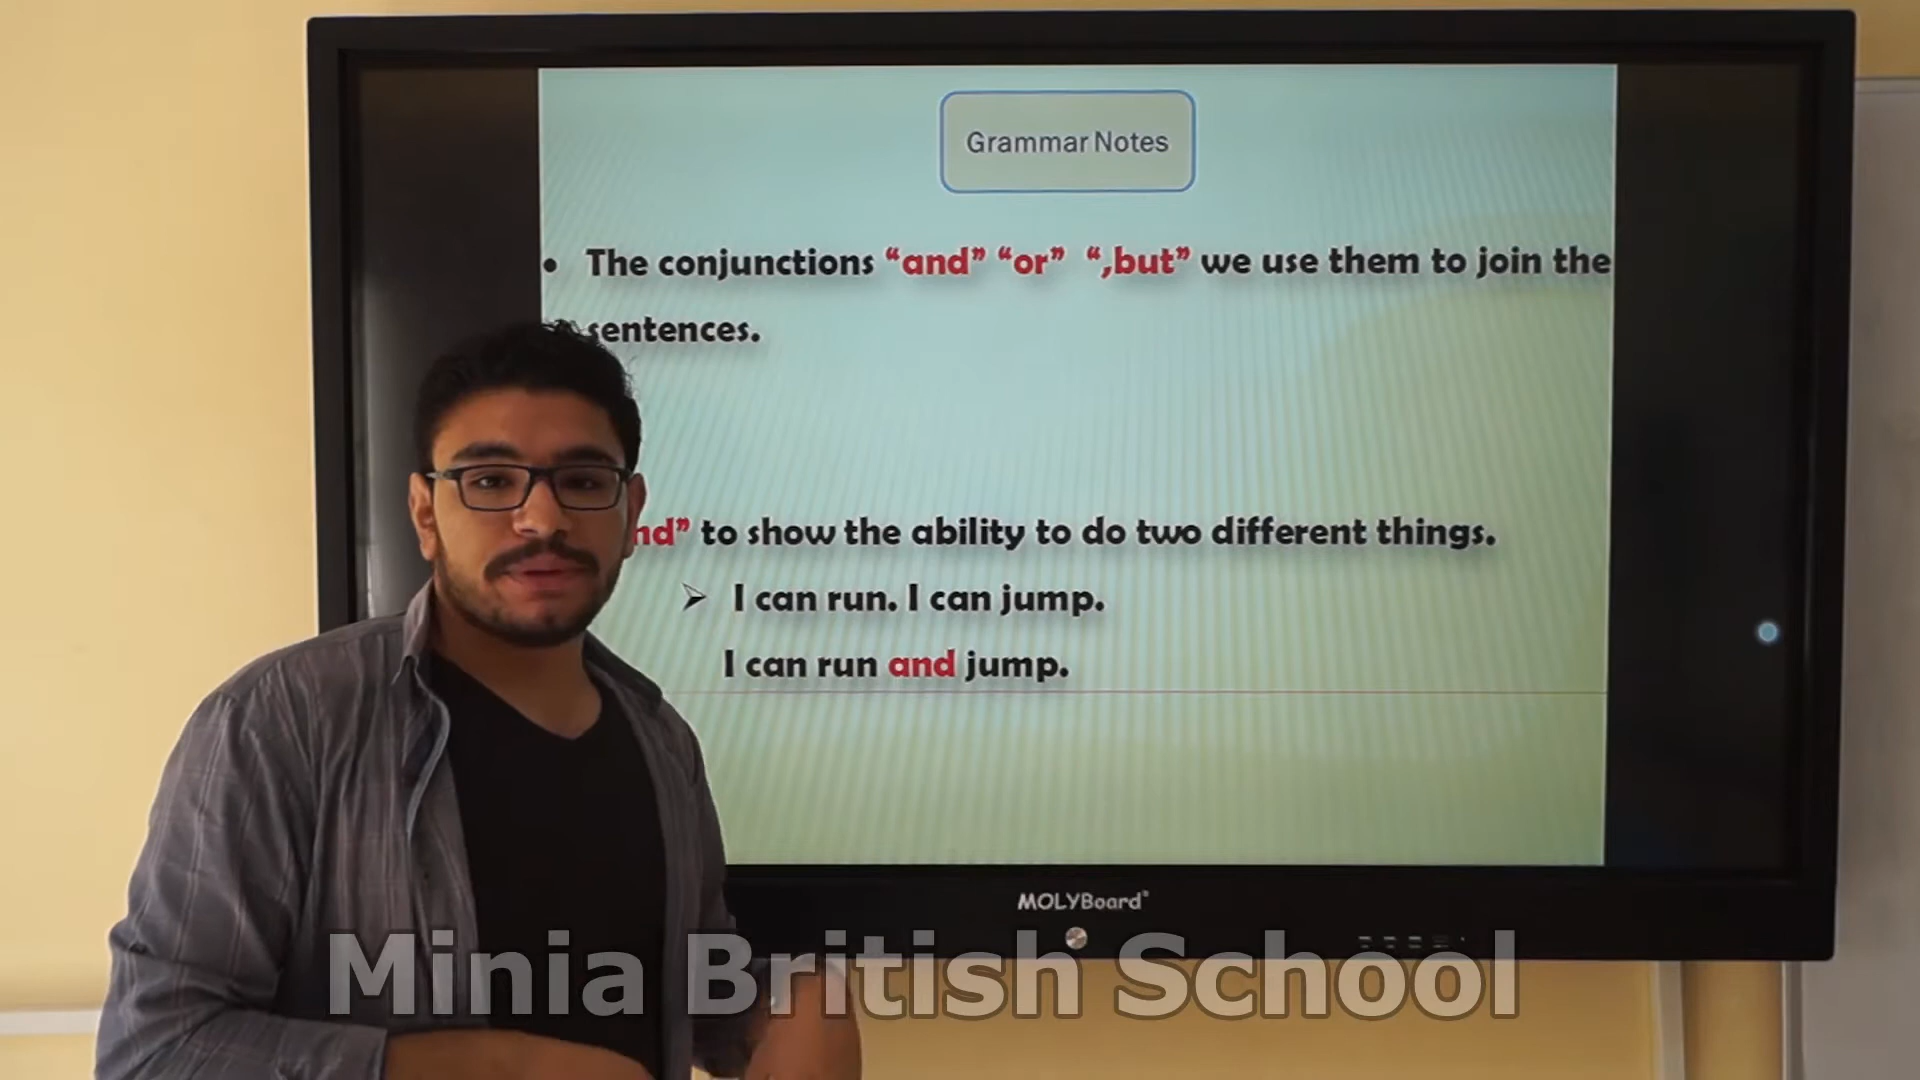 Grammar Notes
• The conjunctions “and” “or” “,but” we use them to join the
sentences.
nd” to show the ability to do two different things.
➢ I can run. I can jump.
I can run and jump.
MOLYBoard
Minia British School